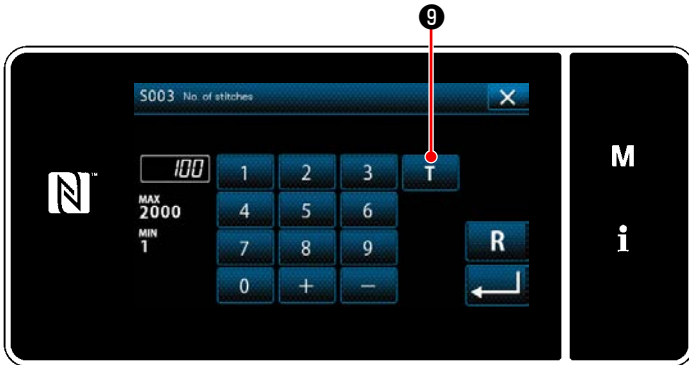 ❾
S003 No. of stitches
100 1 2 3 T
MAX
2000 4 5 6
MIN
1 7 8 9 R
0 + −
M
i